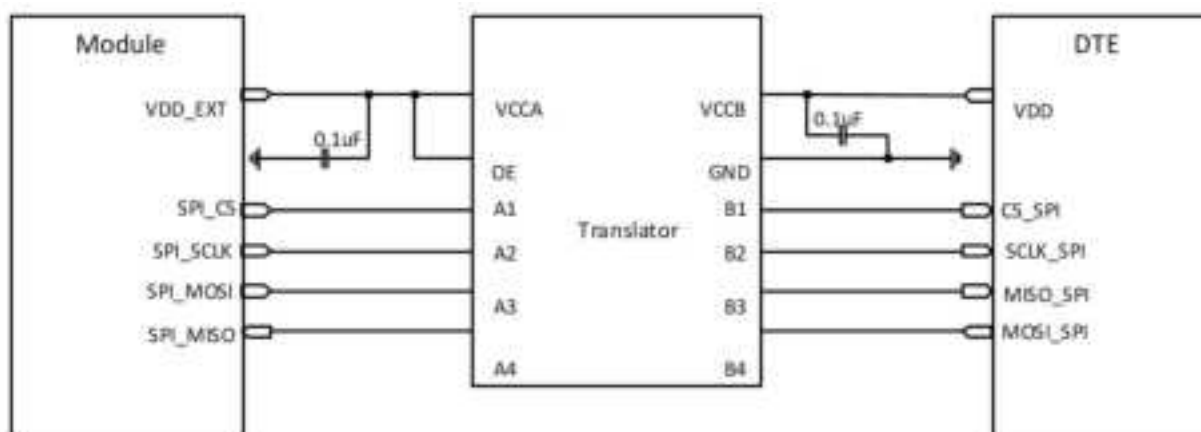 Module
VDD_EXT
0.1uF
SPI_CS
SPI_SCLK
SPI_MOSI
SPI_MISO
VCCA
OE
A1
A2
A3
A4
Translator
VCCB
GND
B1
B2
B3
B4
0.1uF
DTE
VDD
CS_SPI
SCLK_SPI
MISO_SPI
MOSI_SPI